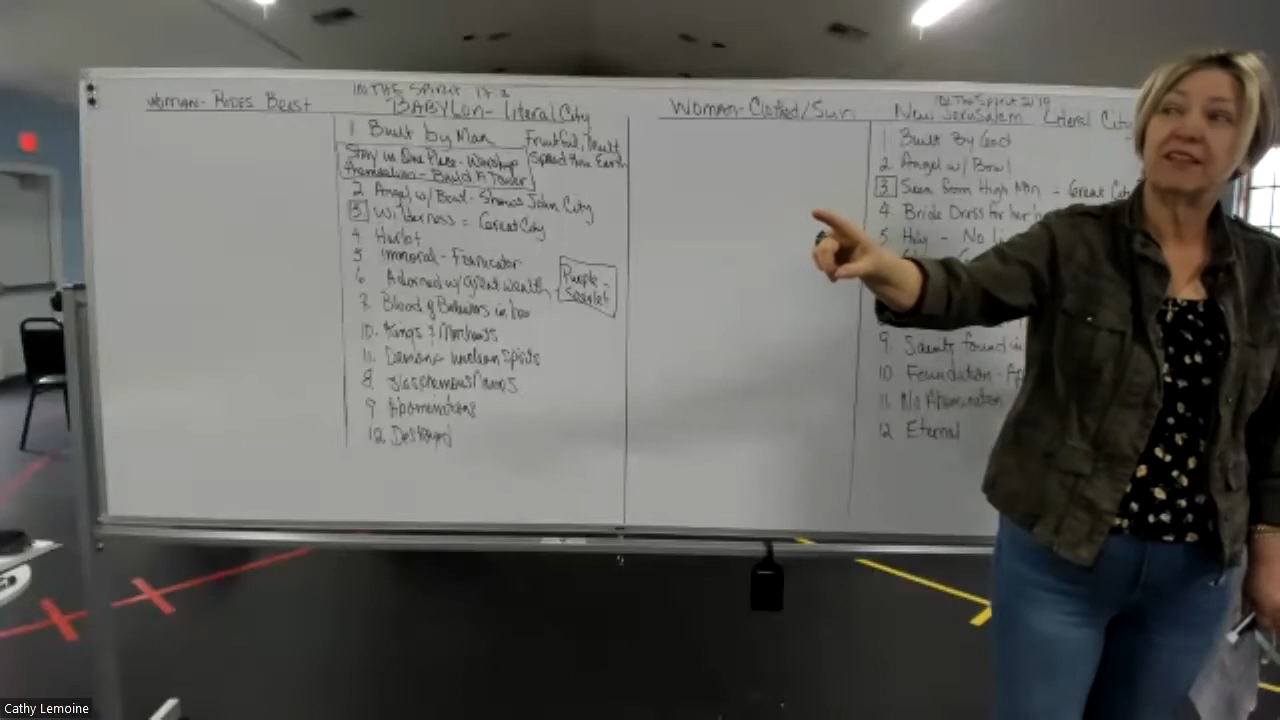 WOMAN - RIDES BEAST
IN THE SPIRIT 17:3
BABYLON - Literal City
1 Built by Man
Fruitful, Mult
Spread thru Earth
Stay in One Place - Worship
themselves - Build A Tower
2 Angel w/ Bowl - Shows John City
3 Wilderness = Great City
4 Harlot
5 Immoral - Fornicator
6 Adorned w/ great wealth
Purple -
Scarlet
7 Blood of Believers in her
10. Kings & Merchants
11. Demons - unclean spirits
8 Blasphemous Names
9 Abominations
12 Destroyed
Woman - Clothed/Sun
In The Spirit 21:
New Jerusalem Literal City
1 Built By God
2 Angel w/ Bowl
3 Seen from High Mtn = Great City
4 Bride Dress for her
5 Holy - No
9. Saints found in
10 Foundation -
11. No Abomination
12 Eternal
Cathy Lemoine